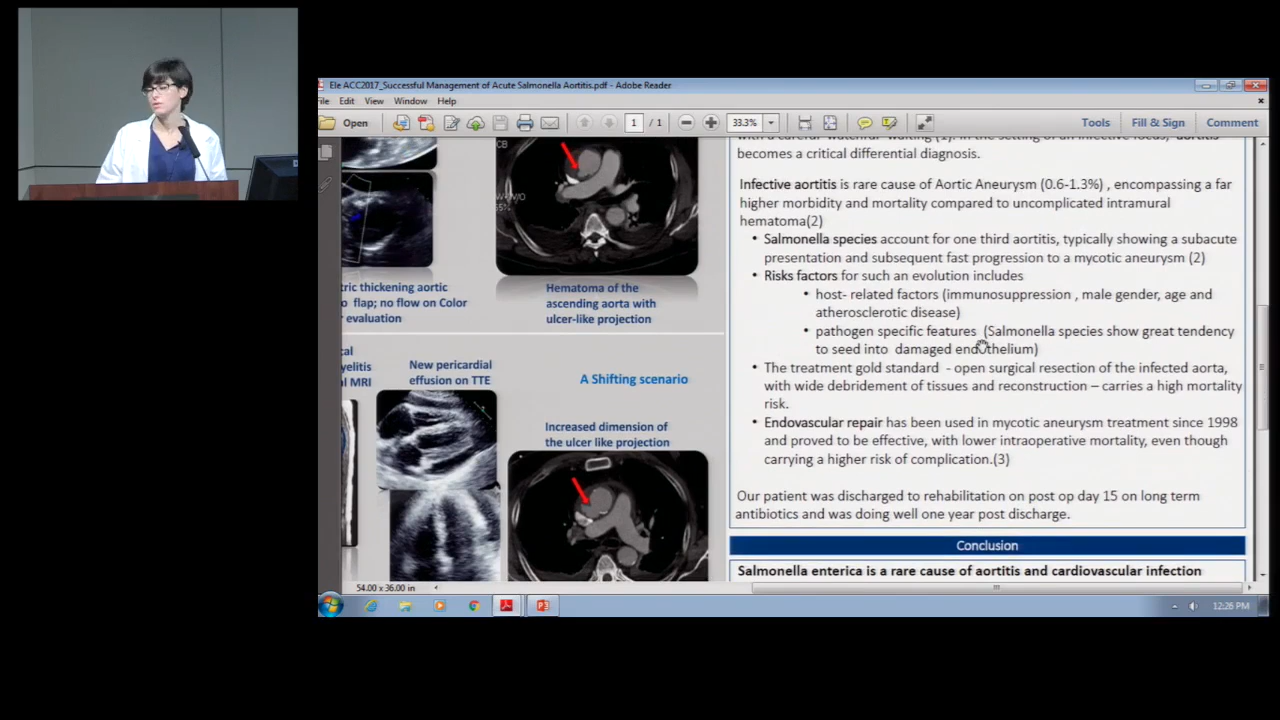 Ele ACC2017_Successful Management of Acute Salmonella Aortitis.pdf - Adobe Reader
File Edit View Window Help
Open
1 / 1
33.3%
Tools Fill & Sign Comment
becomes a critical differential diagnosis.
Infective aortitis is rare cause of Aortic Aneurysm (0.6-1.3%) , encompassing a far
higher morbidity and mortality compared to uncomplicated intramural
hematoma(2)
• Salmonella species account for one third aortitis, typically showing a subacute
presentation and subsequent fast progression to a mycotic aneurysm (2)
• Risks factors for such an evolution includes
• host- related factors (immunosuppression , male gender, age and
atherosclerotic disease)
• pathogen specific features (Salmonella species show great tendency
to seed into damaged endothelium)
• The treatment gold standard - open surgical resection of the infected aorta,
with wide debridement of tissues and reconstruction – carries a high mortality
risk.
• Endovascular repair has been used in mycotic aneurysm treatment since 1998
and proved to be effective, with lower intraoperative mortality, even though
carrying a higher risk of complication.(3)
Our patient was discharged to rehabilitation on post op day 15 on long term
antibiotics and was doing well one year post discharge.
Conclusion
Salmonella enterica is a rare cause of aortitis and cardiovascular infection
tric thickening aortic
o flap; no flow on Color
r evaluation
Hematoma of the
ascending aorta with
ulcer-like projection
cal
yelitis
l MRI
New pericardial
effusion on TTE
A Shifting scenario
Increased dimension of
the ulcer like projection
54.00 x 36.00 in
12:26 PM